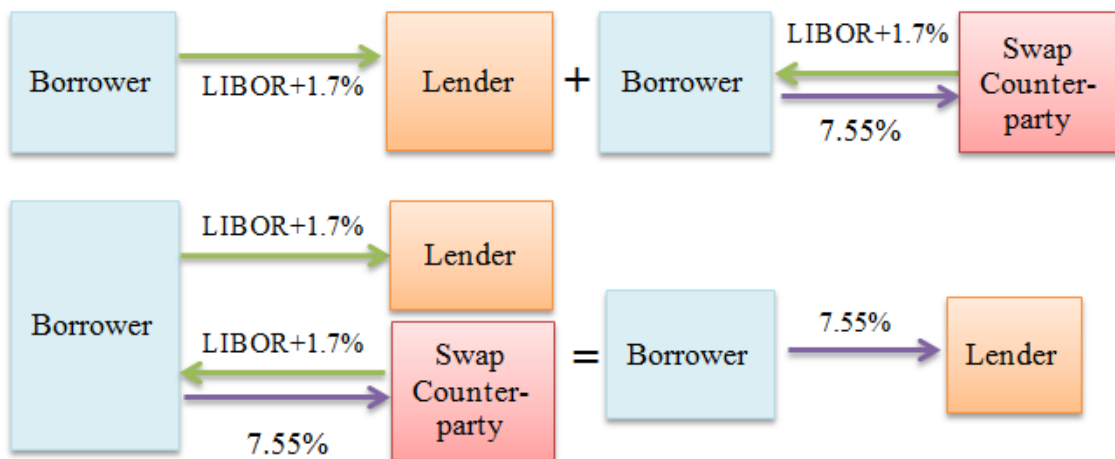 Borrower
LIBOR+1.7%
Lender
+
Borrower
LIBOR+1.7%
7.55%
Swap
Counter-
party
Borrower
LIBOR+1.7%
Lender
LIBOR+1.7%
7.55%
Swap
Counter-
party
=
Borrower
7.55%
Lender